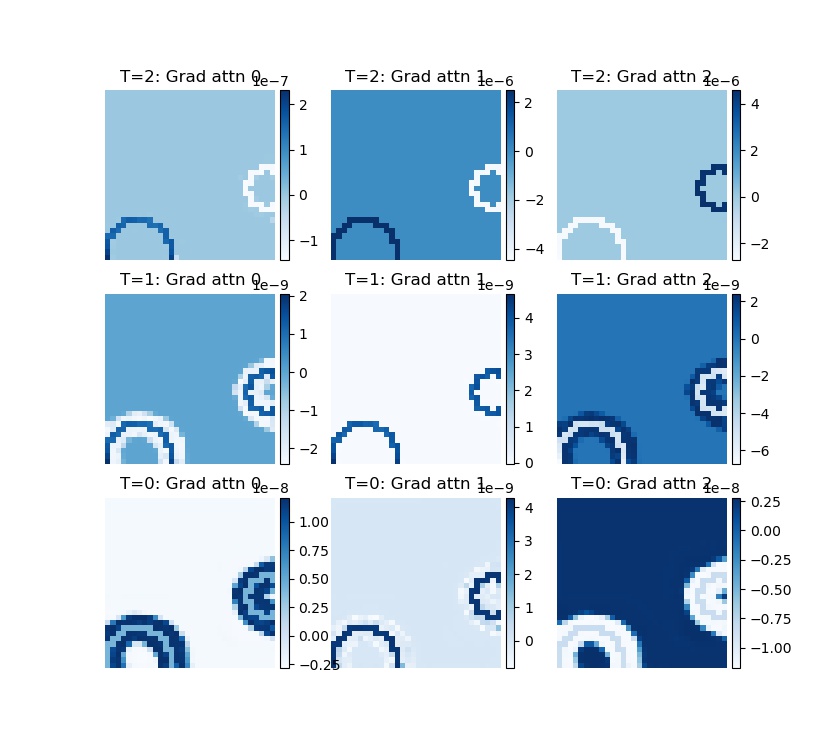 T=2: Grad attn 0
1e−7
T=2: Grad attn 1
1e−6
T=2: Grad attn 2
1e−6
2
1
0
−1
2
0
−2
−4
4
2
0
−2
T=1: Grad attn 0
1e−9
T=1: Grad attn 1
1e−9
T=1: Grad attn 2
1e−9
2
1
0
−1
−2
4
3
2
1
0
2
0
−2
−4
−6
T=0: Grad attn 0
1e−8
T=0: Grad attn 1
1e−9
T=0: Grad attn 2
1e−8
1.00
0.75
0.50
0.25
0.00
−0.25
4
3
2
1
0
0.25
0.00
−0.25
−0.50
−0.75
−1.00